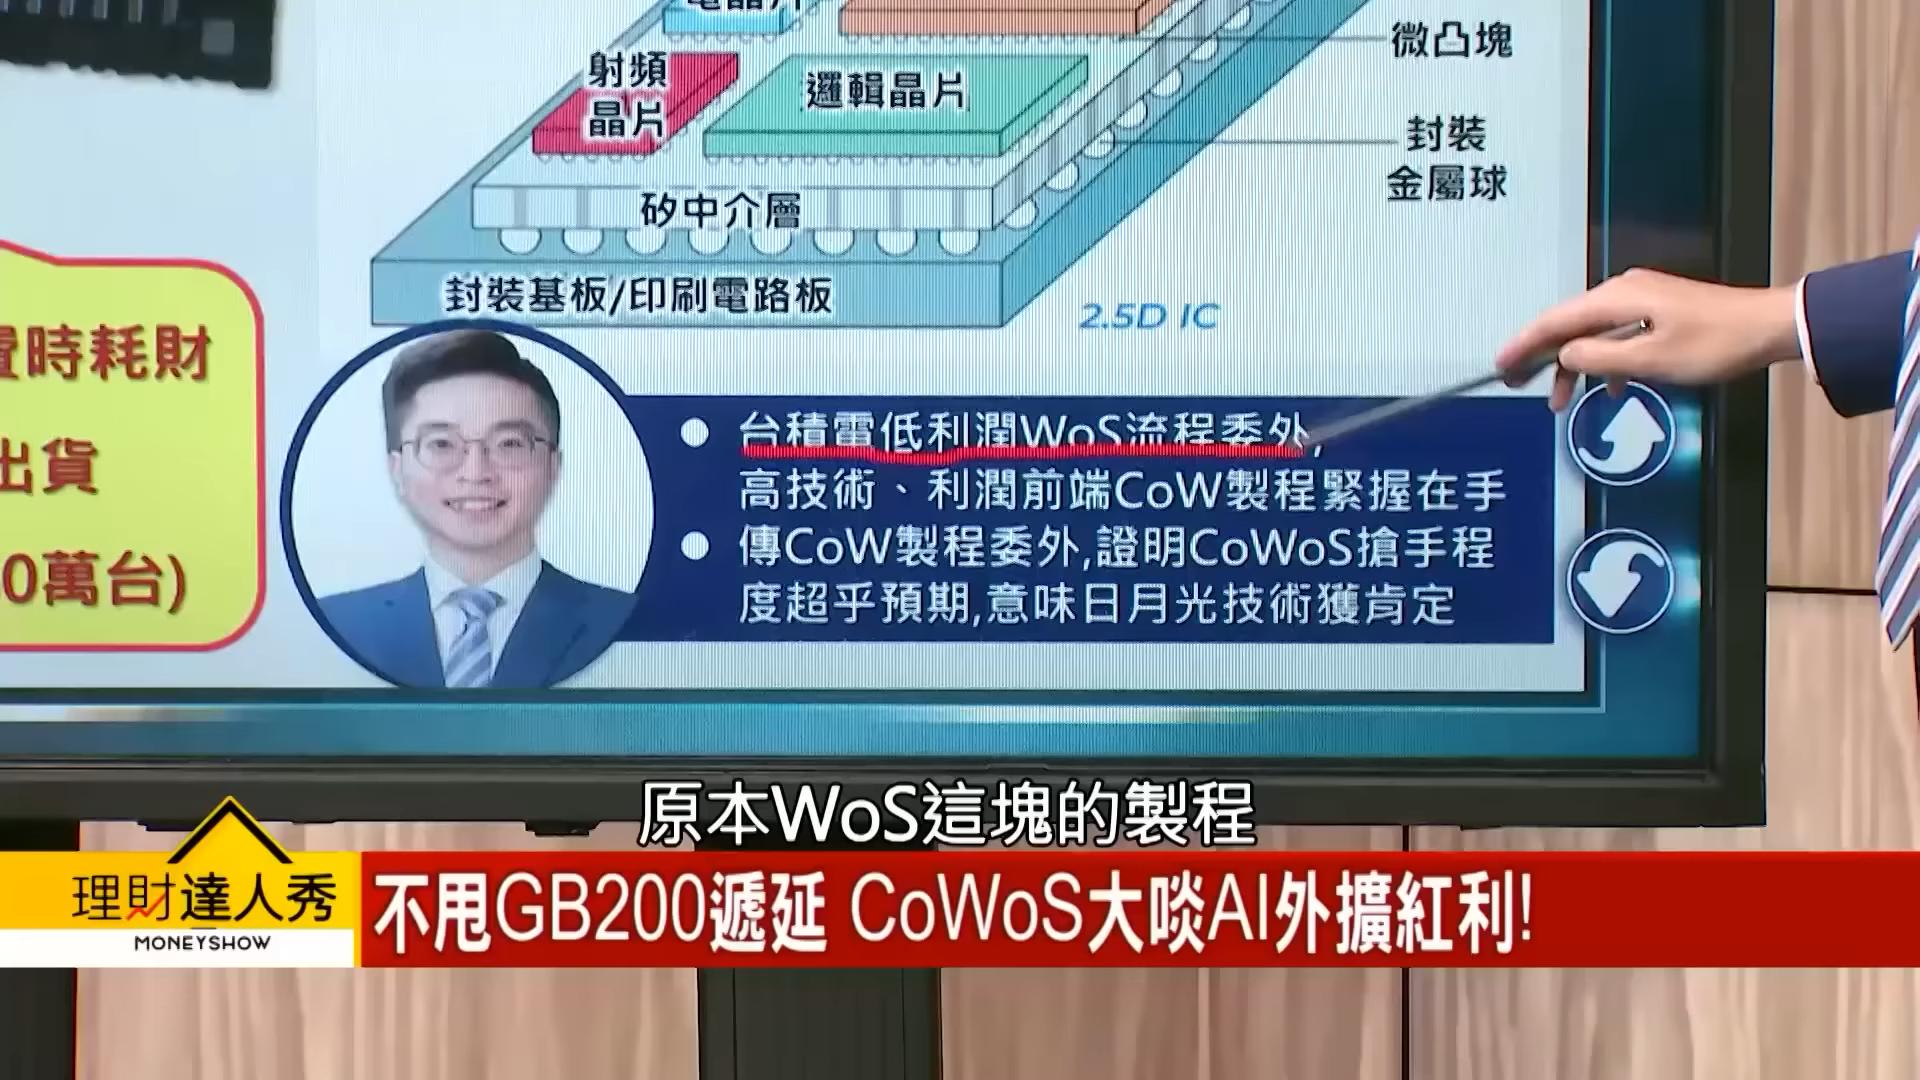 電晶片
微凸塊
射頻
晶片
邏輯晶片
封裝
金屬球
矽中介層
封裝基板/印刷電路板
2.5D IC
費時耗財
出貨
0萬台)
●台積電低利潤WoS流程委外,
高技術、利潤前端CoW製程緊握在手
●傳CoW製程委外,證明CoWoS搶手程
度超乎預期,意味日月光技術獲肯定
原本WoS這塊的製程
理財達人秀
MONEYSHOW
不甩GB200遞延 CoWoS大啖AI外擴紅利!